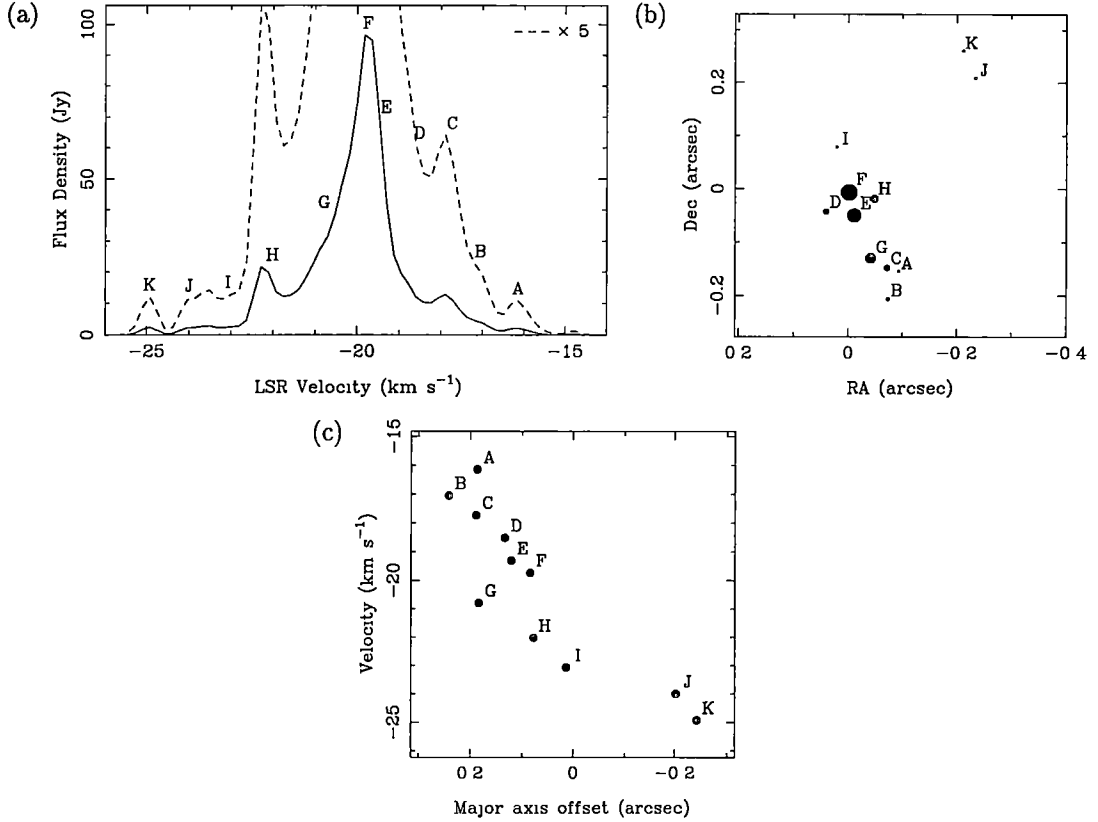 (a)
100
50
0
Flux Density (Jy)
--- × 5
F
E
D
C
G
B
H
K
J
I
A
−25
−20
−15
LSR Velocity (km s⁻¹)
(b)
0.2
0
−0.2
Dec (arcsec)
K
J
I
F
H
D
E
G
C
A
B
0 2
0
−0 2
−0 4
RA (arcsec)
(c)
−15
−20
−25
Velocity (km s⁻¹)
A
B
C
D
E
F
G
H
I
J
K
0 2
0
−0 2
Major axis offset (arcsec)